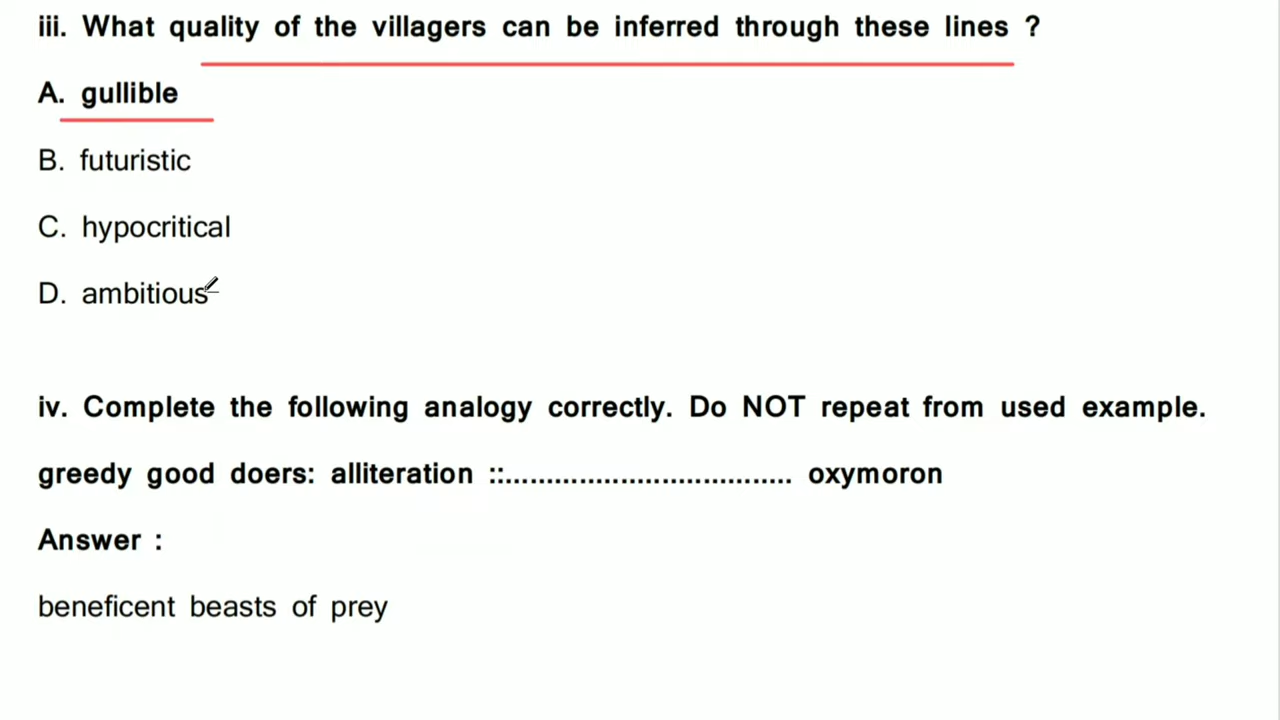 iii. What quality of the villagers can be inferred through these lines ?
A. gullible
B. futuristic
C. hypocritical
D. ambitious
iv. Complete the following analogy correctly. Do NOT repeat from used example.
greedy good doers: alliteration ::................................... oxymoron
Answer :
beneficent beasts of prey